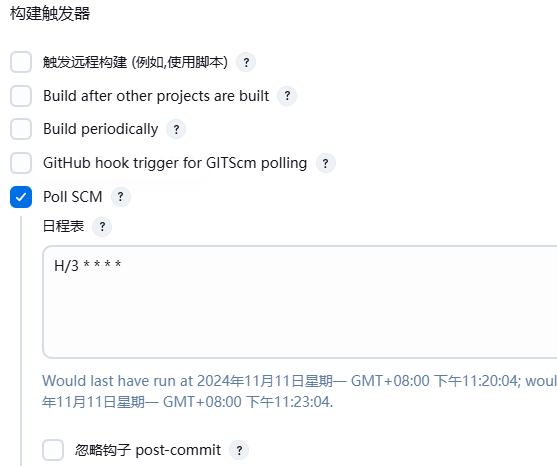 构建触发器
触发远程构建 (例如,使用脚本) ?
Build after other projects are built ?
Build periodically ?
GitHub hook trigger for GITScm polling ?
Poll SCM ?
日程表 ?
H/3 * * * *
Would last have run at 2024年11月11日星期一 GMT+08:00 下午11:20:04;
年11月11日星期一 GMT+08:00 下午11:23:04.
忽略钩子 post-commit ?